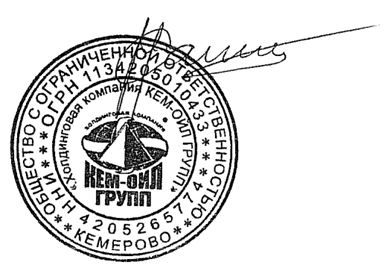 ОБЩЕСТВО С ОГРАНИЧЕННОЙ ОТВЕТСТВЕННОСТЬЮ
КЕМЕРОВО
ОГРН 1134205010433
ИНН 4205265774
«Холдинговая компания КЕМ-ОЙЛ ГРУПП»
ХОЛДИНГОВАЯ КОМПАНИЯ
КЕМ-ОЙЛ
ГРУПП